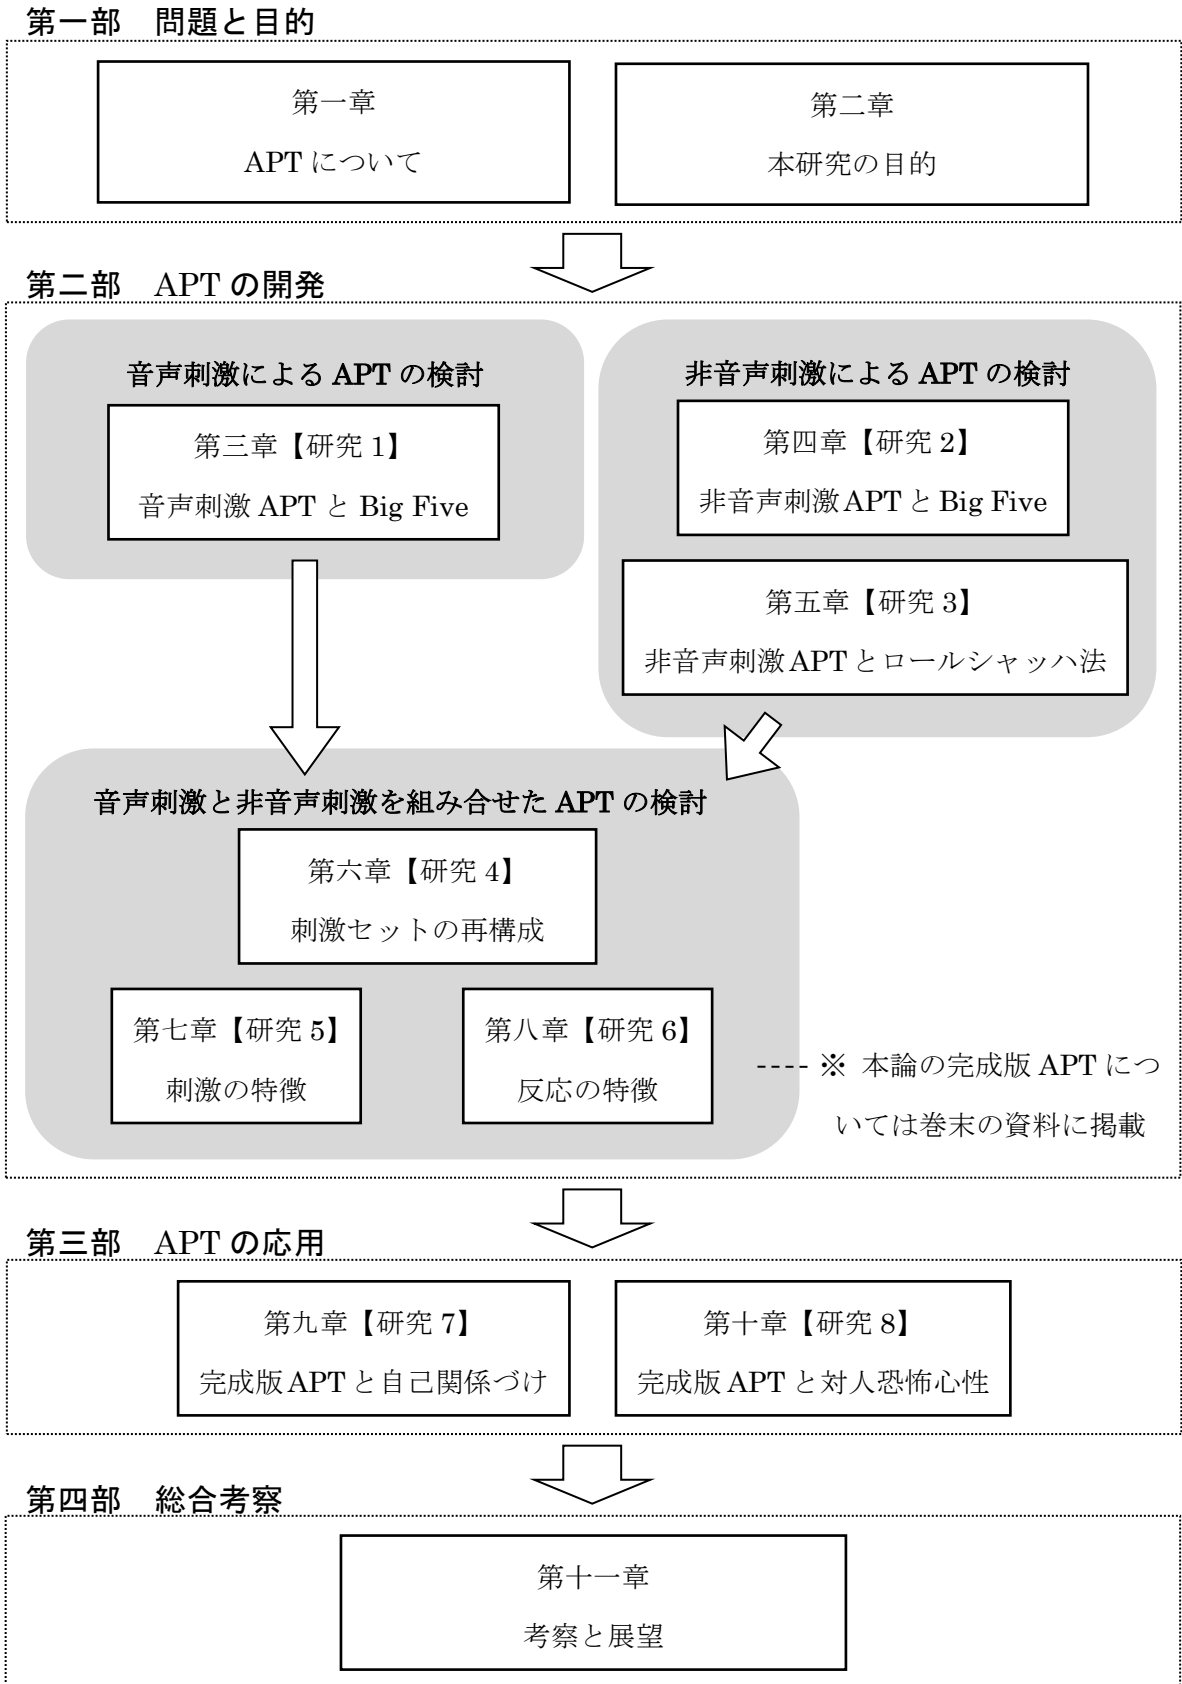 第一部　問題と目的
第一章
APT について
第二章
本研究の目的
第二部　APT の開発
音声刺激による APT の検討
第三章【研究 1】
音声刺激 APT と Big Five
非音声刺激による APT の検討
第四章【研究 2】
非音声刺激 APT と Big Five
第五章【研究 3】
非音声刺激 APT とロールシャッハ法
音声刺激と非音声刺激を組み合せた APT の検討
第六章【研究 4】
刺激セットの再構成
第七章【研究 5】
刺激の特徴
第八章【研究 6】
反応の特徴
---- ※ 本論の完成版 APT につ
いては巻末の資料に掲載
第三部　APT の応用
第九章【研究 7】
完成版 APT と自己関係づけ
第十章【研究 8】
完成版 APT と対人恐怖心性
第四部　総合考察
第十一章
考察と展望